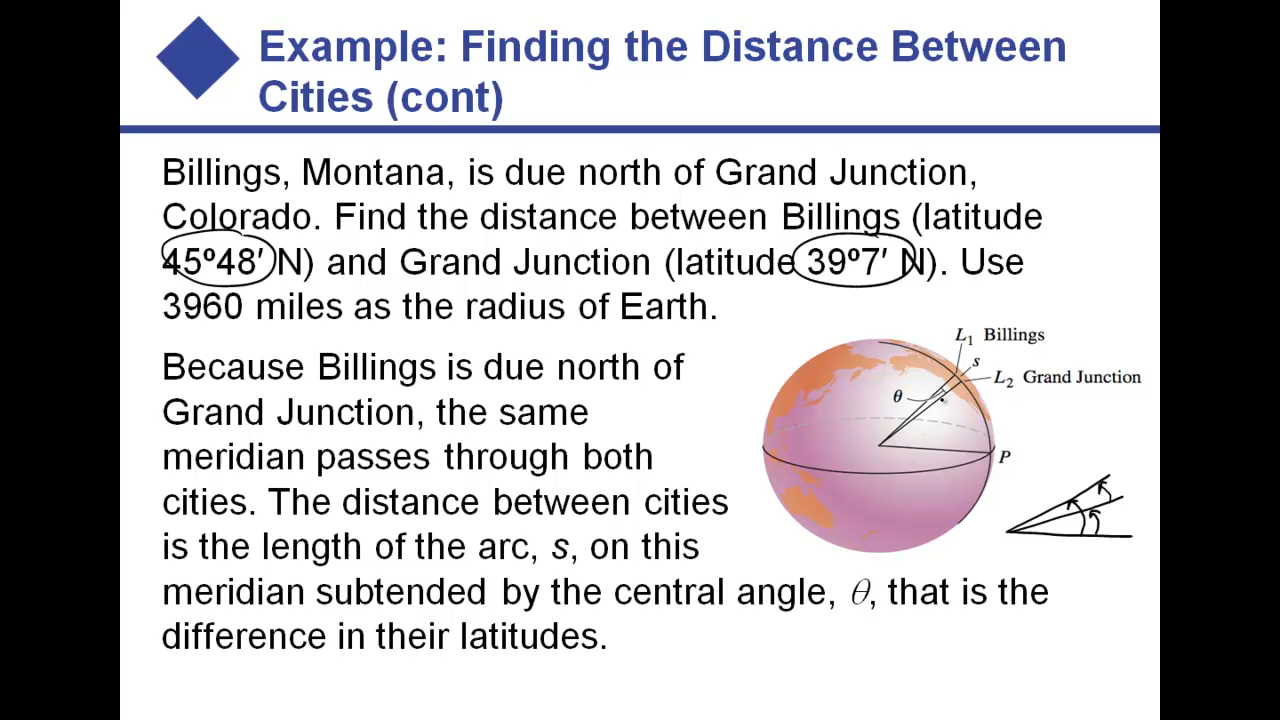 Example: Finding the Distance Between
Cities (cont)
Billings, Montana, is due north of Grand Junction,
Colorado. Find the distance between Billings (latitude
45º48′ N) and Grand Junction (latitude 39º7′ N). Use
3960 miles as the radius of Earth.
Because Billings is due north of
Grand Junction, the same
meridian passes through both
cities. The distance between cities
is the length of the arc, s, on this
meridian subtended by the central angle, θ, that is the
difference in their latitudes.
L₁ Billings
s
L₂ Grand Junction
θ
P